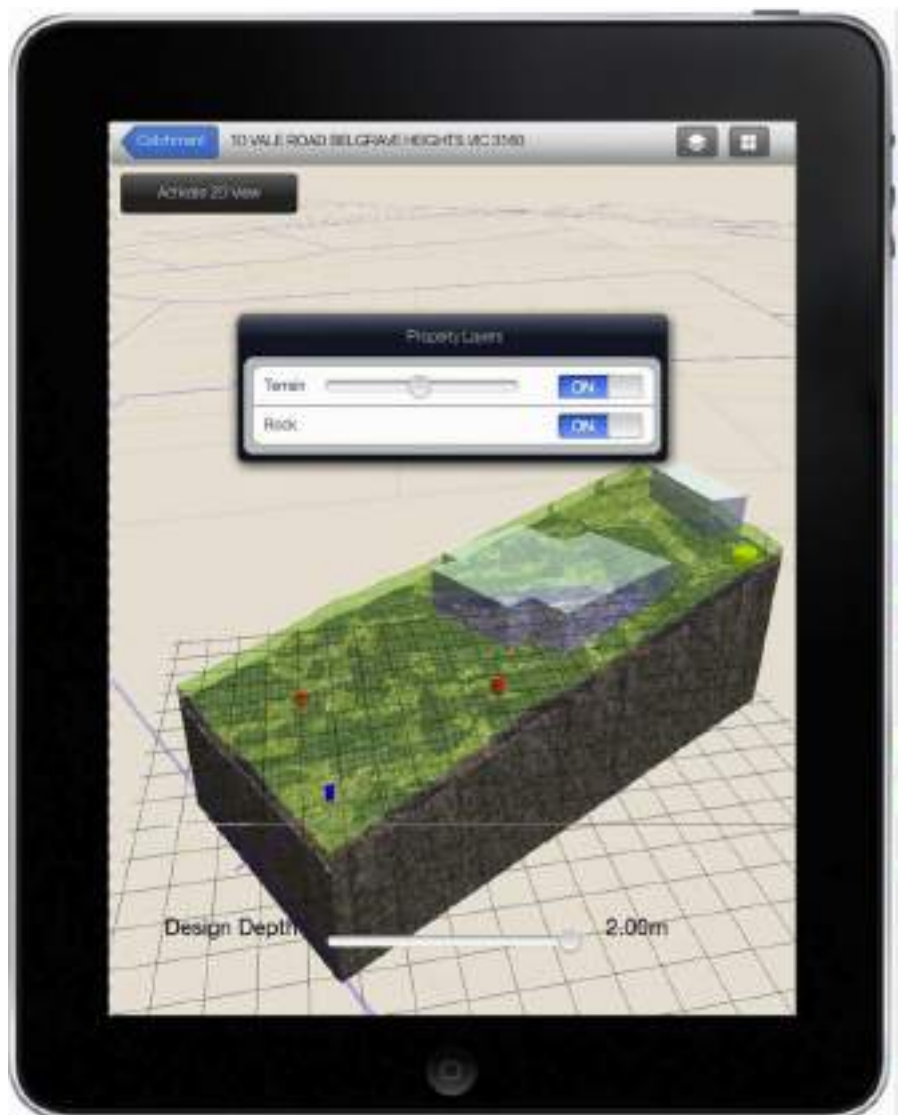 Catchment 10 VALE ROAD BELGRAVE HEIGHTS VIC 3160
Activate 2D View
Property Layers
Terrain ON
Rock ON
Design Depth 2.00m